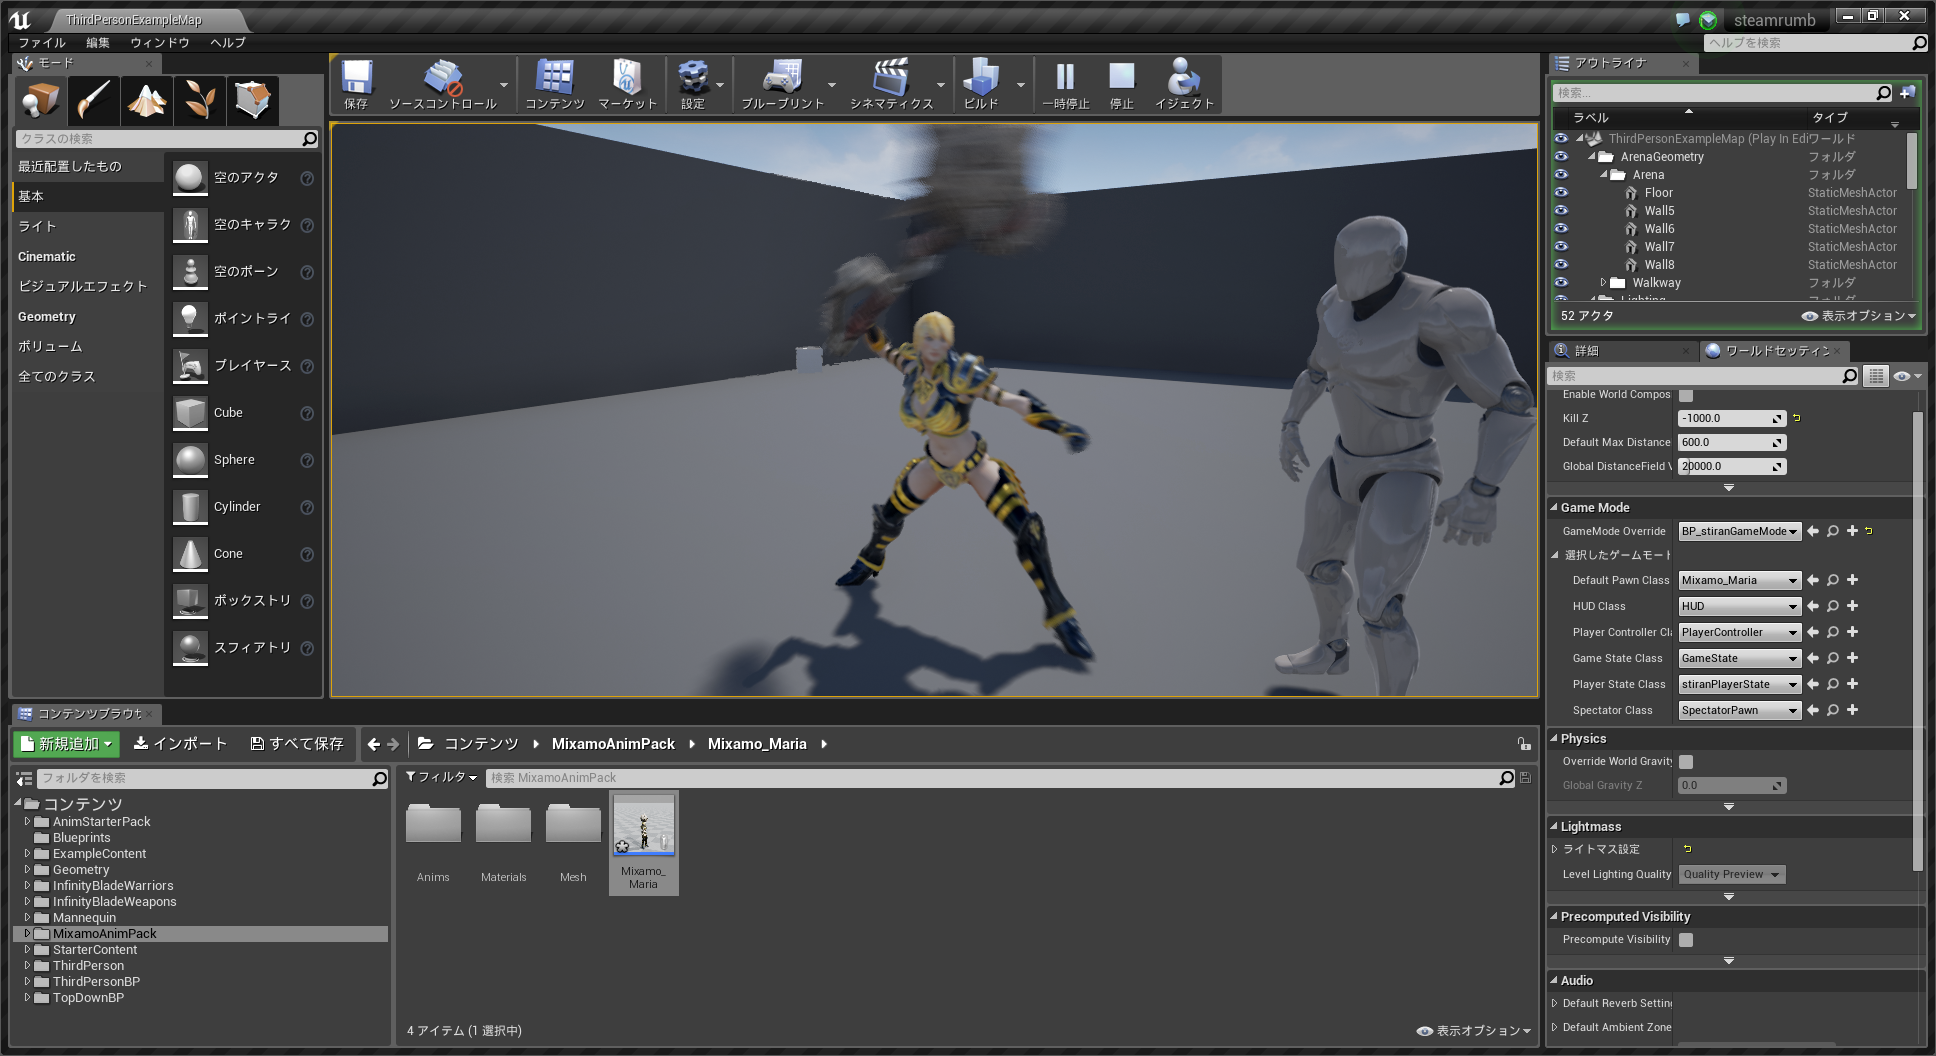 ThirdPersonExampleMap
steamrumb
ファイル 編集 ウィンドウ ヘルプ
ヘルプを検索
モード
クラスの検索
最近配置したもの
基本
ライト
Cinematic
ビジュアルエフェクト
Geometry
ボリューム
全てのクラス
空のアクタ
空のキャラク
空のポーン
ポイントライ
プレイヤース
Cube
Sphere
Cylinder
Cone
ボックストリ
スフィアトリ
保存
ソースコントロール
コンテンツ
マーケット
設定
ブループリント
シネマティクス
ビルド
一時停止
停止
イジェクト
アウトライナ
検索...
ラベル タイプ
ThirdPersonExampleMap (Play In Edi ワールド
ArenaGeometry フォルダ
Arena フォルダ
Floor StaticMeshActor
Wall5 StaticMeshActor
Wall6 StaticMeshActor
Wall7 StaticMeshActor
Wall8 StaticMeshActor
Walkway フォルダ
Lighting フォルダ
52 アクタ
表示オプション
詳細
ワールドセッティン
検索
Enable World Compos
Kill Z -1000.0
Default Max Distance 600.0
Global DistanceField V 20000.0
Game Mode
GameMode Override BP_stiranGameMode
選択したゲームモード
Default Pawn Class Mixamo_Maria
HUD Class HUD
Player Controller Cla PlayerController
Game State Class GameState
Player State Class stiranPlayerState
Spectator Class SpectatorPawn
Physics
Override World Gravity
Global Gravity Z 0.0
Lightmass
ライトマス設定
Level Lighting Quality Quality Preview
Precomputed Visibility
Precompute Visibility
Audio
Default Reverb Setting
Default Ambient Zone
コンテンツブラウザ
新規追加 インポート すべて保存
コンテンツ MixamoAnimPack Mixamo_Maria
フォルダを検索
コンテンツ
AnimStarterPack
Blueprints
ExampleContent
Geometry
InfinityBladeWarriors
InfinityBladeWeapons
Mannequin
MixamoAnimPack
StarterContent
ThirdPerson
ThirdPersonBP
TopDownBP
フィルタ
検索 MixamoAnimPack
Anims
Materials
Mesh
Mixamo_
Maria
4 アイテム (1 選択中)
表示オプション